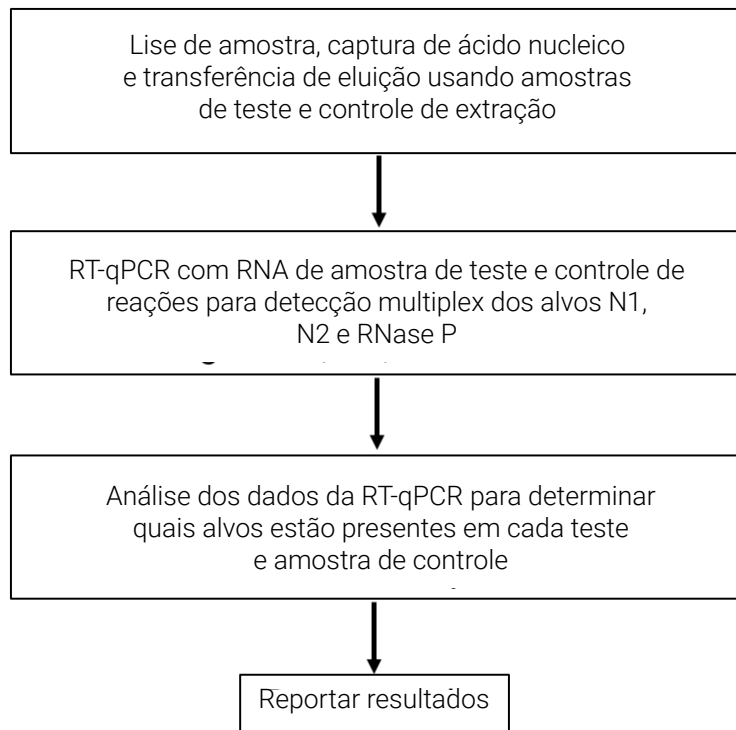 Lise de amostra, captura de ácido nucleico
e transferência de eluição usando amostras
de teste e controle de extração
RT-qPCR com RNA de amostra de teste e controle de
reações para detecção multiplex dos alvos N1,
N2 e RNase P
Análise dos dados da RT-qPCR para determinar
quais alvos estão presentes em cada teste
e amostra de controle
Reportar resultados